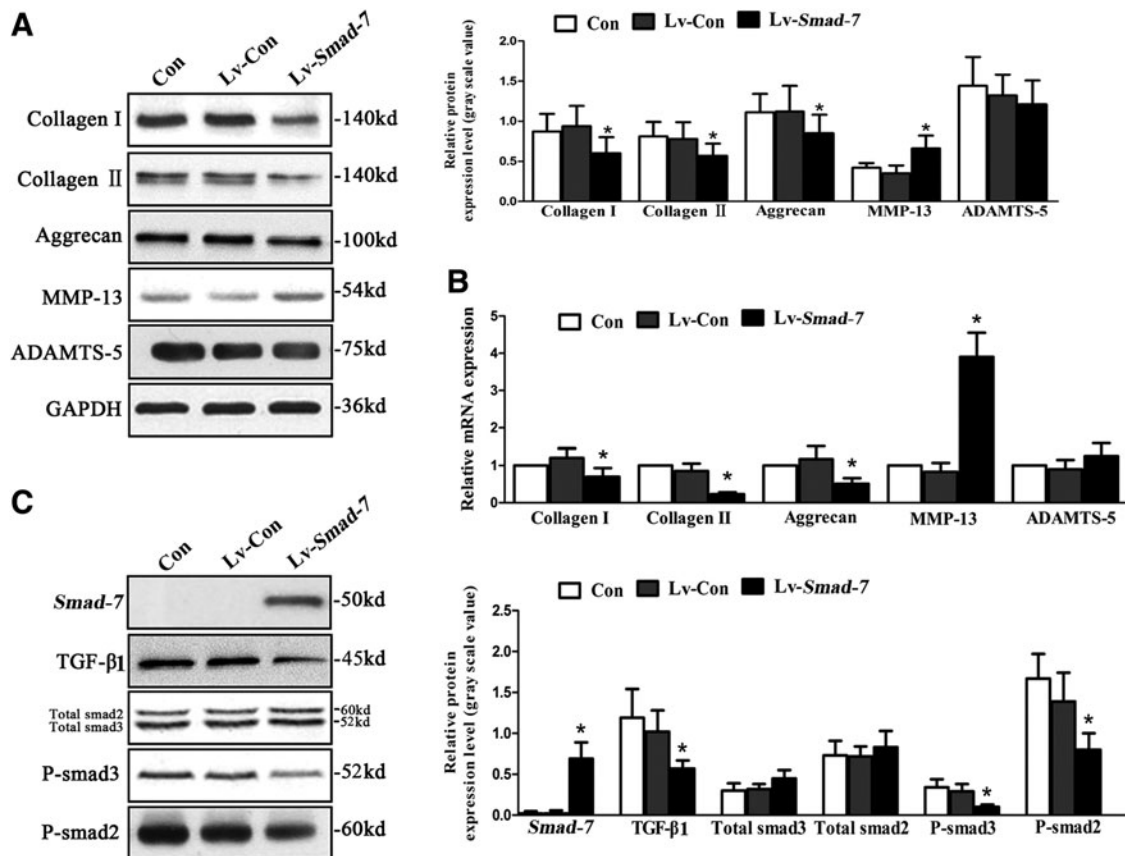 A
Con Lv-Con Lv-Smad-7
Collagen I -140kd
Collagen II -140kd
Aggrecan -100kd
MMP-13 -54kd
ADAMTS-5 -75kd
GAPDH -36kd
Con Lv-Con Lv-Smad-7
Relative protein
expression level (gray scale value)
2.0
1.5
1.0
0.5
0.0
* * * *
Collagen I Collagen II Aggrecan MMP-13 ADAMTS-5
B
Con Lv-Con Lv-Smad-7
Relative mRNA expression
5
4
3
2
1
0
* * * *
Collagen I Collagen II Aggrecan MMP-13 ADAMTS-5
C
Con Lv-Con Lv-Smad-7
Smad-7 -50kd
TGF-β1 -45kd
Total smad2 -60kd
Total smad3 -52kd
P-smad3 -52kd
P-smad2 -60kd
Con Lv-Con Lv-Smad-7
Relative protein
expression level (gray scale value)
2.5
2.0
1.5
1.0
0.5
0.0
* * * *
Smad-7 TGF-β1 Total smad3 Total smad2 P-smad3 P-smad2